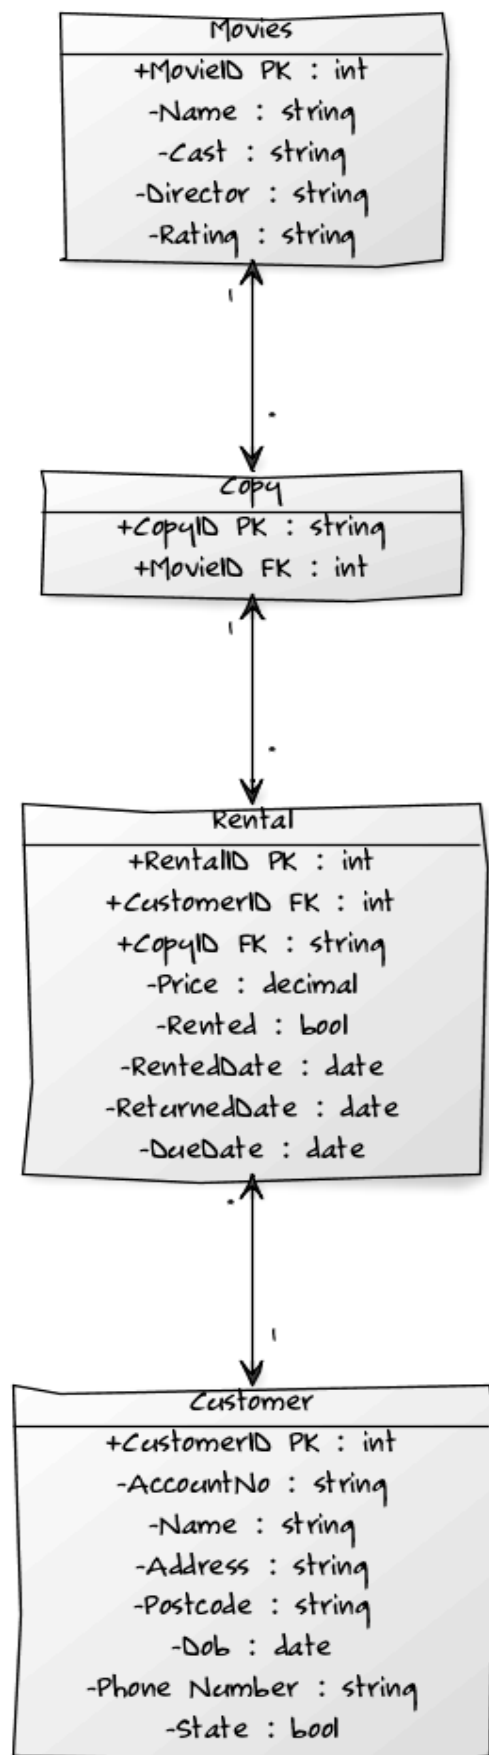 Movies
+MovieID PK : int
-Name : string
-Cast : string
-Director : string
-Rating : string
1
*
Copy
+CopyID PK : string
+MovieID FK : int
1
*
Rental
+RentalID PK : int
+CustomerID FK : int
+CopyID FK : string
-Price : decimal
-Rented : bool
-RentedDate : date
-ReturnedDate : date
-DueDate : date
*
1
Customer
+CustomerID PK : int
-AccountNo : string
-Name : string
-Address : string
-Postcode : string
-Dob : date
-Phone Number : string
-State : bool